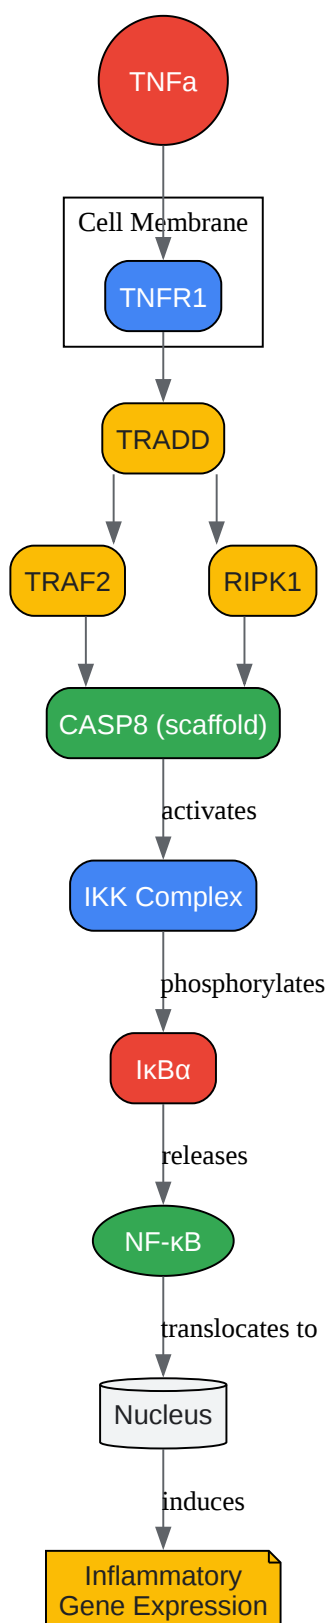 TNFa
Cell Membrane
TNFR1
TRADD
TRAF2
RIPK1
CASP8 (scaffold)
activates
IKK Complex
phosphorylates
IκBα
releases
NF-κB
translocates to
Nucleus
induces
Inflammatory
Gene Expression